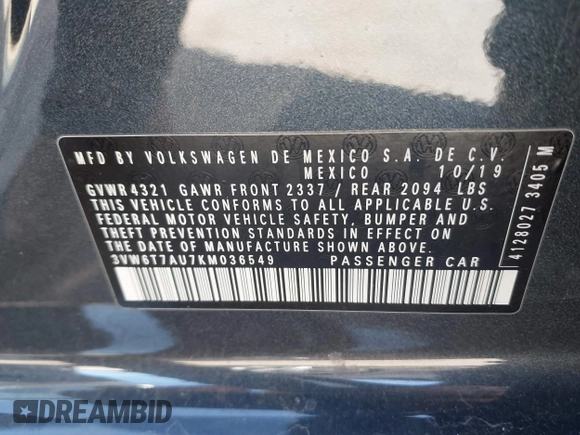 MFD BY VOLKSWAGEN DE MEXICO S.A. DE C.V.
MEXICO 10/19
GVWR4321 GAWR FRONT 2337 / REAR 2094 LBS
THIS VEHICLE CONFORMS TO ALL APPLICABLE U.S.
FEDERAL MOTOR VEHICLE SAFETY, BUMPER AND
THEFT PREVENTION STANDARDS IN EFFECT ON
THE DATE OF MANUFACTURE SHOWN ABOVE.
3VW6T7AU7KM036549 PASSENGER CAR
4128027 3405 M
DREAMBID